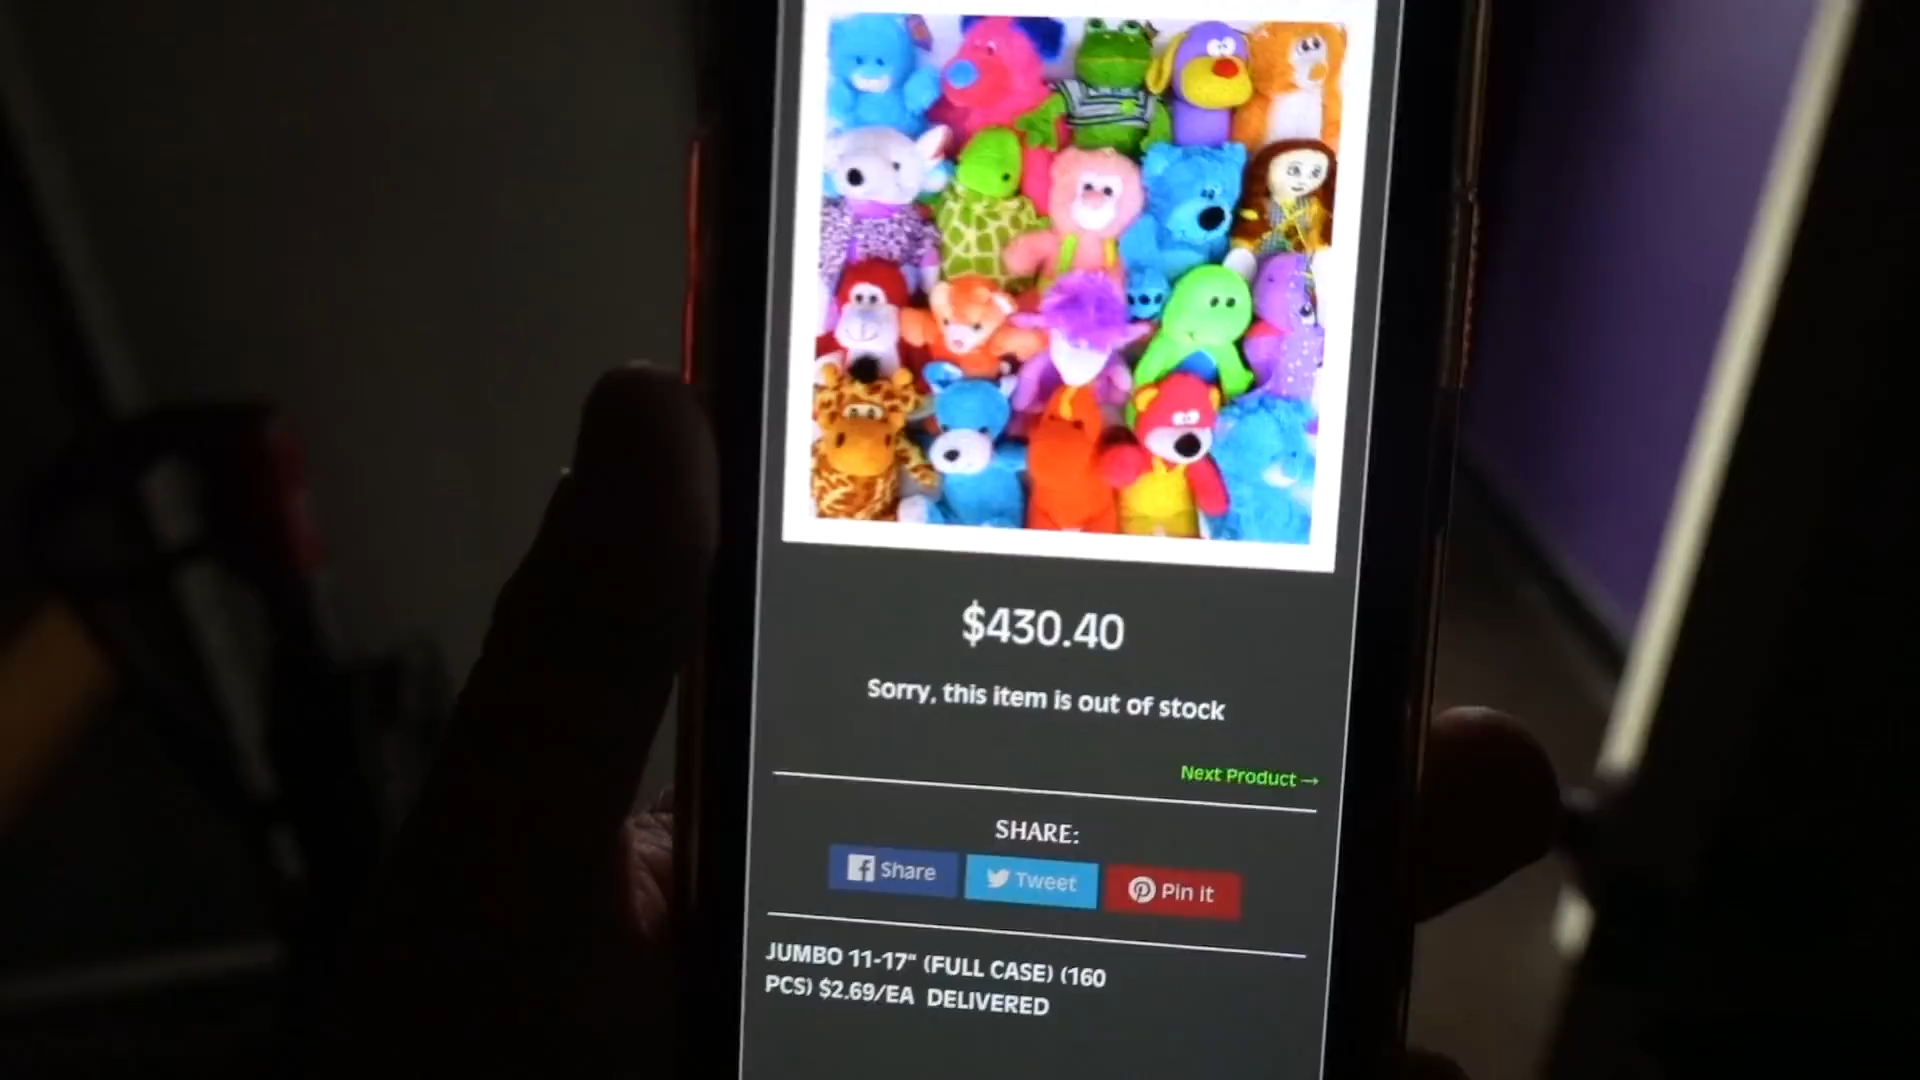 $430.40
Sorry, this item is out of stock
Next Product →
SHARE:
Share
Tweet
Pin it
JUMBO 11-17" (FULL CASE) (160
PCS) $2.69/EA DELIVERED